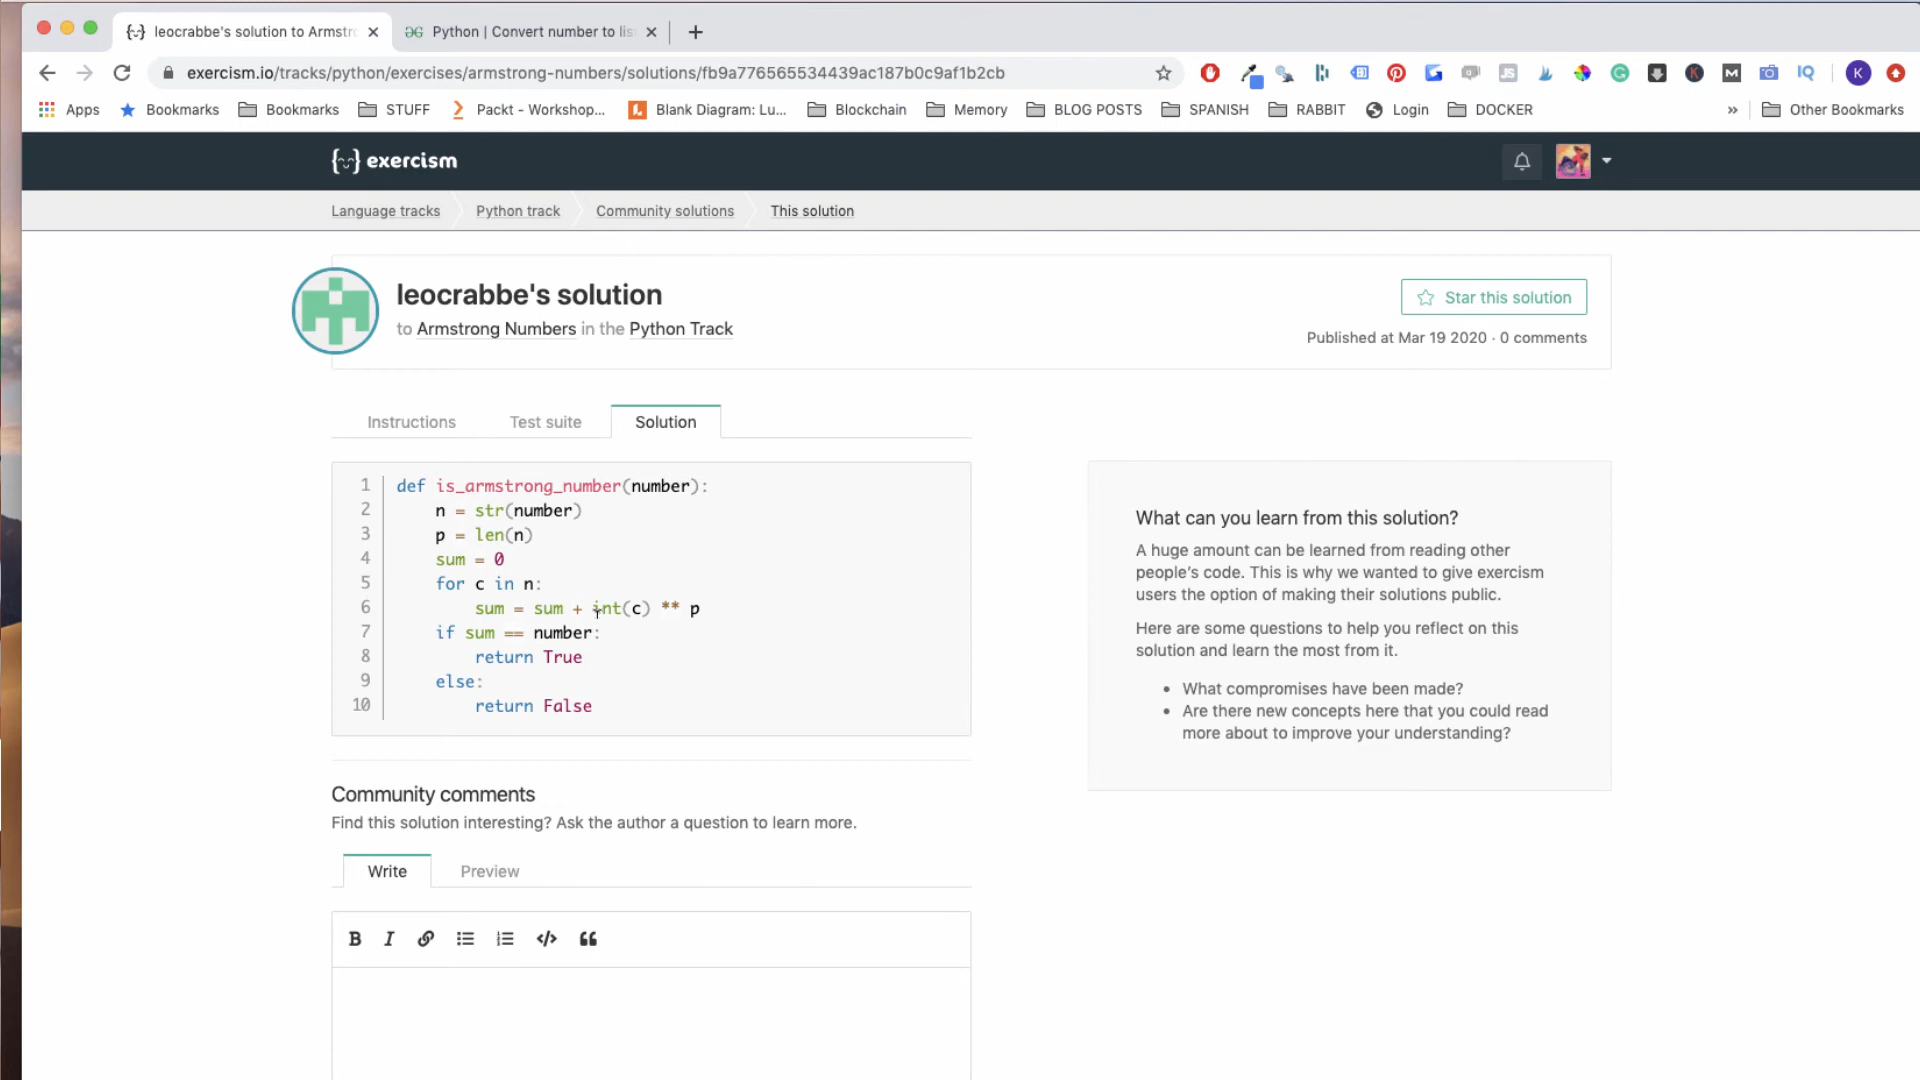 leocrabbe's solution to Armstr
Python | Convert number to lis
exercism.io/tracks/python/exercises/armstrong-numbers/solutions/fb9a776565534439ac187b0c9af1b2cb
JS
K
M
IQ
K
Apps
Bookmarks
Bookmarks
STUFF
Packt - Workshop...
Blank Diagram: Lu...
Blockchain
Memory
BLOG POSTS
SPANISH
RABBIT
Login
DOCKER
»
Other Bookmarks
exercism
Language tracks
Python track
Community solutions
This solution
leocrabbe's solution
to Armstrong Numbers in the Python Track
Star this solution
Published at Mar 19 2020 · 0 comments
Instructions
Test suite
Solution
1 def is_armstrong_number(number):
2 n = str(number)
3 p = len(n)
4 sum = 0
5 for c in n:
6 sum = sum + int(c) ** p
7 if sum == number:
8 return True
9 else:
10 return False
What can you learn from this solution?
A huge amount can be learned from reading other
people's code. This is why we wanted to give exercism
users the option of making their solutions public.
Here are some questions to help you reflect on this
solution and learn the most from it.
• What compromises have been made?
• Are there new concepts here that you could read
more about to improve your understanding?
Community comments
Find this solution interesting? Ask the author a question to learn more.
Write
Preview
B I
</>